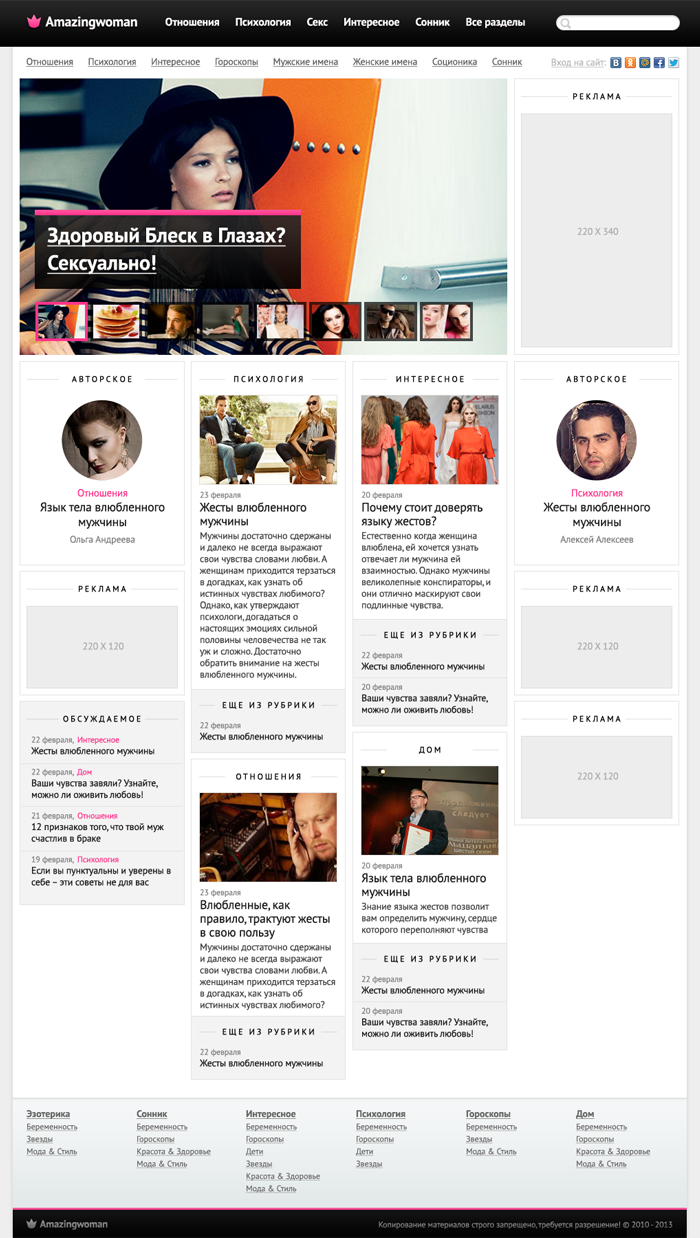 Amazingwoman
Отношения Психология Секс Интересное Сонник Все разделы
Отношения Психология Интересное Гороскопы Мужские имена Женские имена Соционика Сонник
Вход на сайт:
Здоровый Блеск в Глазах?
Сексуально!
РЕКЛАМА
220 X 340
АВТОРСКОЕ
Отношения
Язык тела влюбленного
мужчины
Ольга Андреева
РЕКЛАМА
220 X 120
ОБСУЖДАЕМОЕ
22 февраля, Интересное
Жесты влюбленного мужчины
22 февраля, Дом
Ваши чувства завяли? Узнайте,
можно ли оживить любовь!
21 февраля, Отношения
12 признаков того, что твой муж
счастлив в браке
19 февраля, Психология
Если вы пунктуальны и уверены в
себе – эти советы не для вас
ПСИХОЛОГИЯ
23 февраля
Жесты влюбленного
мужчины
Мужчины достаточно сдержаны
и далеко не всегда выражают
свои чувства словами любви. А
женщинам приходится терзаться
в догадках, как узнать об
истинных чувствах любимого?
Однако, как утверждают
психологи, догадаться о
настоящих эмоциях сильной
половины человечества не так
уж и сложно. Достаточно
обратить внимание на жесты
влюбленного мужчины.
ЕЩЕ ИЗ РУБРИКИ
22 февраля
Жесты влюбленного мужчины
ОТНОШЕНИЯ
23 февраля
Влюбленные, как
правило, трактуют жесты
в свою пользу
Мужчины достаточно сдержаны
и далеко не всегда выражают
свои чувства словами любви. А
женщинам приходится терзаться
в догадках, как узнать об
истинных чувствах любимого?
ЕЩЕ ИЗ РУБРИКИ
22 февраля
Жесты влюбленного мужчины
ИНТЕРЕСНОЕ
20 февраля
Почему стоит доверять
языку жестов?
Естественно когда женщина
влюблена, ей хочется узнать
отвечает ли мужчина ей
взаимностью. Однако мужчины
великолепные конспираторы, и
они отлично маскируют свои
подлинные чувства.
ЕЩЕ ИЗ РУБРИКИ
22 февраля
Жесты влюбленного мужчины
20 февраля
Ваши чувства завяли? Узнайте,
можно ли оживить любовь!
ДОМ
20 февраля
Язык тела влюбленного
мужчины
Знание языка жестов позволит
вам определить мужчину, сердце
которого переполняют чувства
ЕЩЕ ИЗ РУБРИКИ
22 февраля
Жесты влюбленного мужчины
20 февраля
Ваши чувства завяли? Узнайте,
можно ли оживить любовь!
АВТОРСКОЕ
Психология
Жесты влюбленного
мужчины
Алексей Алексеев
РЕКЛАМА
220 X 120
РЕКЛАМА
220 X 120
Эзотерика
Беременность
Звезды
Мода & Стиль
Сонник
Беременность
Гороскопы
Красота & Здоровье
Мода & Стиль
Интересное
Беременность
Гороскопы
Дети
Звезды
Красота & Здоровье
Мода & Стиль
Психология
Беременность
Гороскопы
Дети
Звезды
Гороскопы
Беременность
Звезды
Мода & Стиль
Дом
Беременность
Гороскопы
Красота & Здоровье
Мода & Стиль
Amazingwoman
Копирование материалов строго запрещено, требуется разрешение! © 2010 - 2013